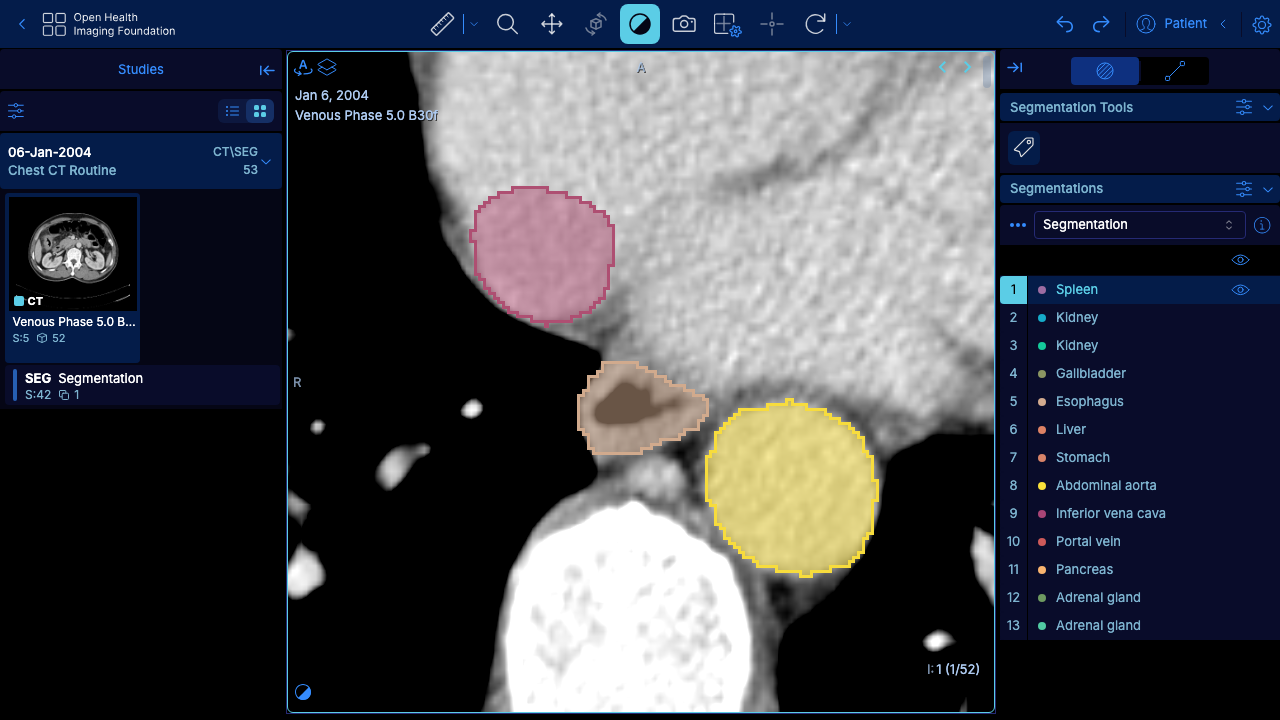 Open Health
Imaging Foundation
Patient
Studies
06-Jan-2004
CT\SEG
Chest CT Routine
53
CT
Venous Phase 5.0 B...
S:5
52
SEG Segmentation
S:42
1
A
A
Jan 6, 2004
Venous Phase 5.0 B30f
R
I: 1 (1/52)
Segmentation Tools
Segmentations
Segmentation
1 Spleen
2 Kidney
3 Kidney
4 Gallbladder
5 Esophagus
6 Liver
7 Stomach
8 Abdominal aorta
9 Inferior vena cava
10 Portal vein
11 Pancreas
12 Adrenal gland
13 Adrenal gland